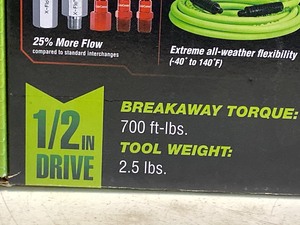 X-Flo
25% More Flow
compared to standard interchanges
Extreme all-weather flexibility
(-40° to 140°F)
1/2 IN
DRIVE
BREAKAWAY TORQUE:
700 ft-lbs.
TOOL WEIGHT:
2.5 lbs.